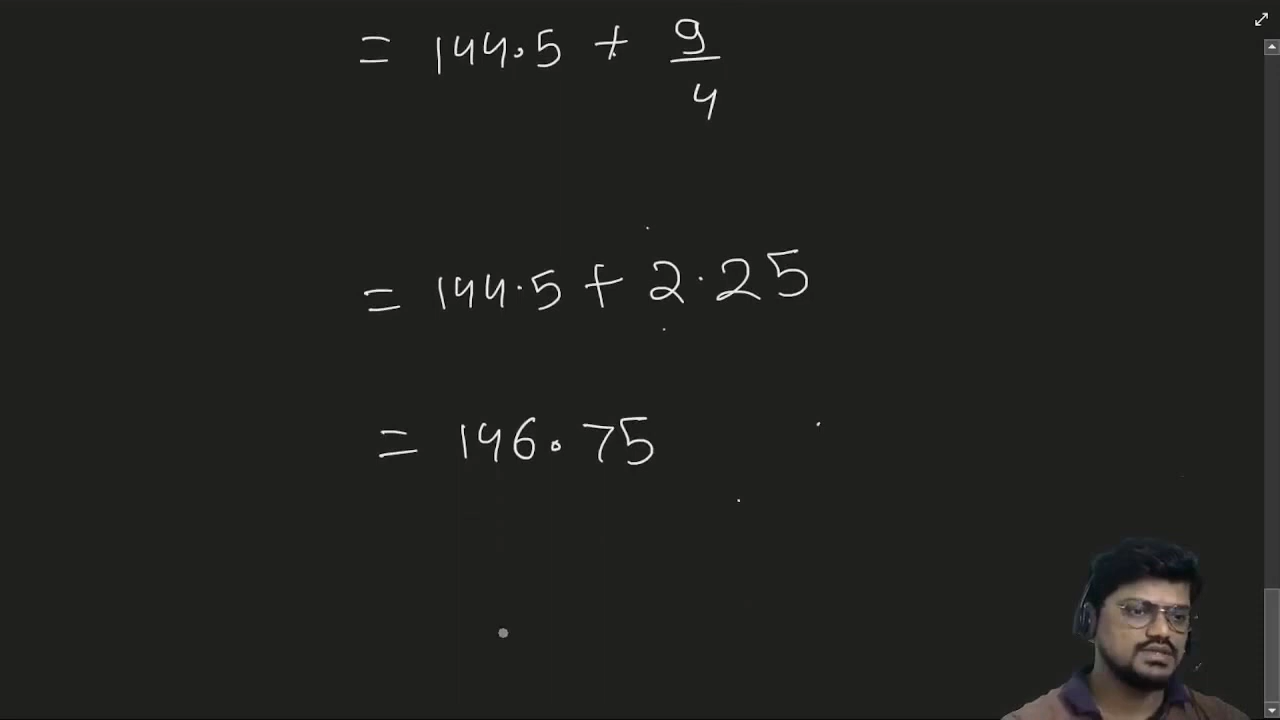 = 144.5 + 9/4
= 144.5 + 2.25
= 146.75